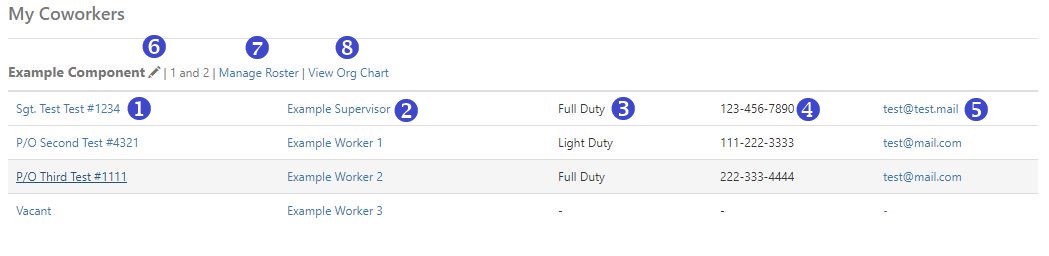 My Coworkers
6 7 8
Example Component | 1 and 2 | Manage Roster | View Org Chart
Sgt. Test Test #1234 1 Example Supervisor 2 Full Duty 3 123-456-7890 4 test@test.mail 5
P/O Second Test #4321 Example Worker 1 Light Duty 111-222-3333 test@mail.com
P/O Third Test #1111 Example Worker 2 Full Duty 222-333-4444 test@mail.com
Vacant Example Worker 3 - - -